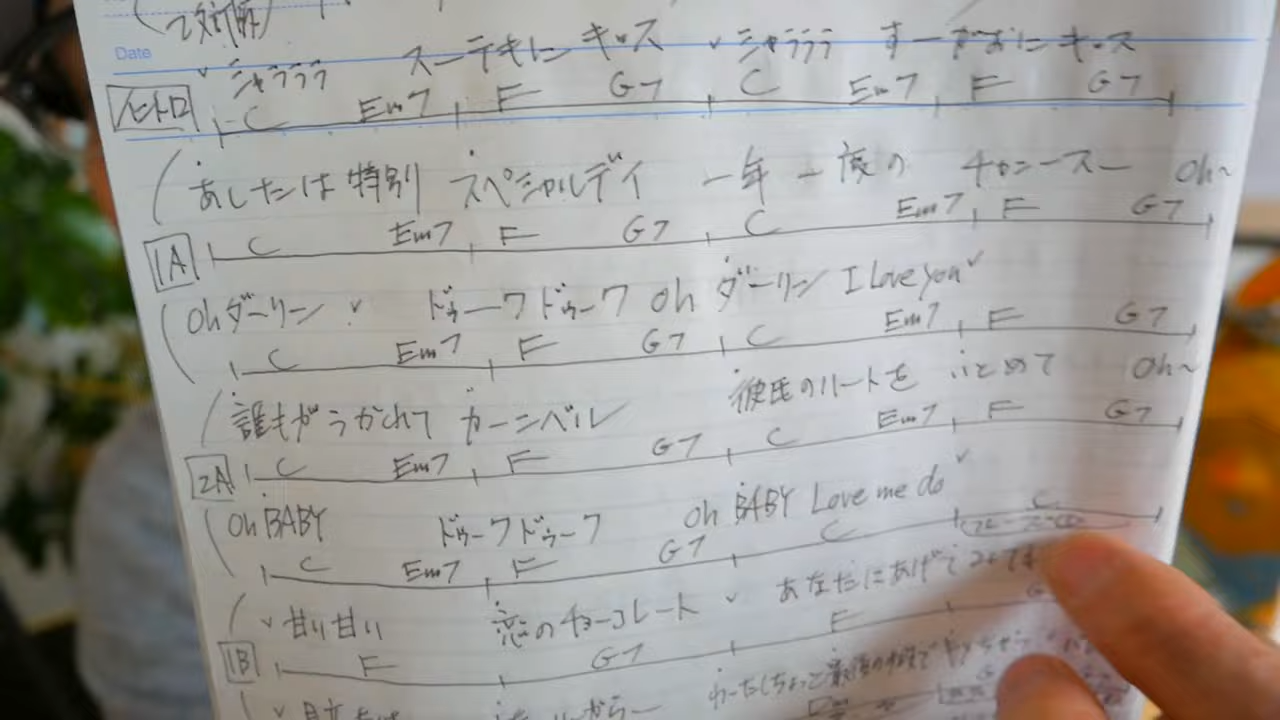 Date
シャラララ スーテキに キッス シャラララ すーなおに キッス
イントロ C Em7 F G7 C Em7 F G7
あしたは 特別 スペシャルデイ 一年 一度の チャンースー Oh~
1A C Em7 F G7 C Em7 F G7
Oh ダーリン ドゥーワ ドゥーワ Oh ダーリン I Love you
C Em7 F G7 C Em7 F G7
誰もがうかれて カーニバル 彼氏のハートを いとめて Oh~
2A C Em7 F G7 C Em7 F G7
Oh BABY ドゥーワドゥーワ Oh BABY Love me do
C Em7 F G7 C C
甘い甘い 恋のチョーコレート あなたにあげて
1B F G7 F G